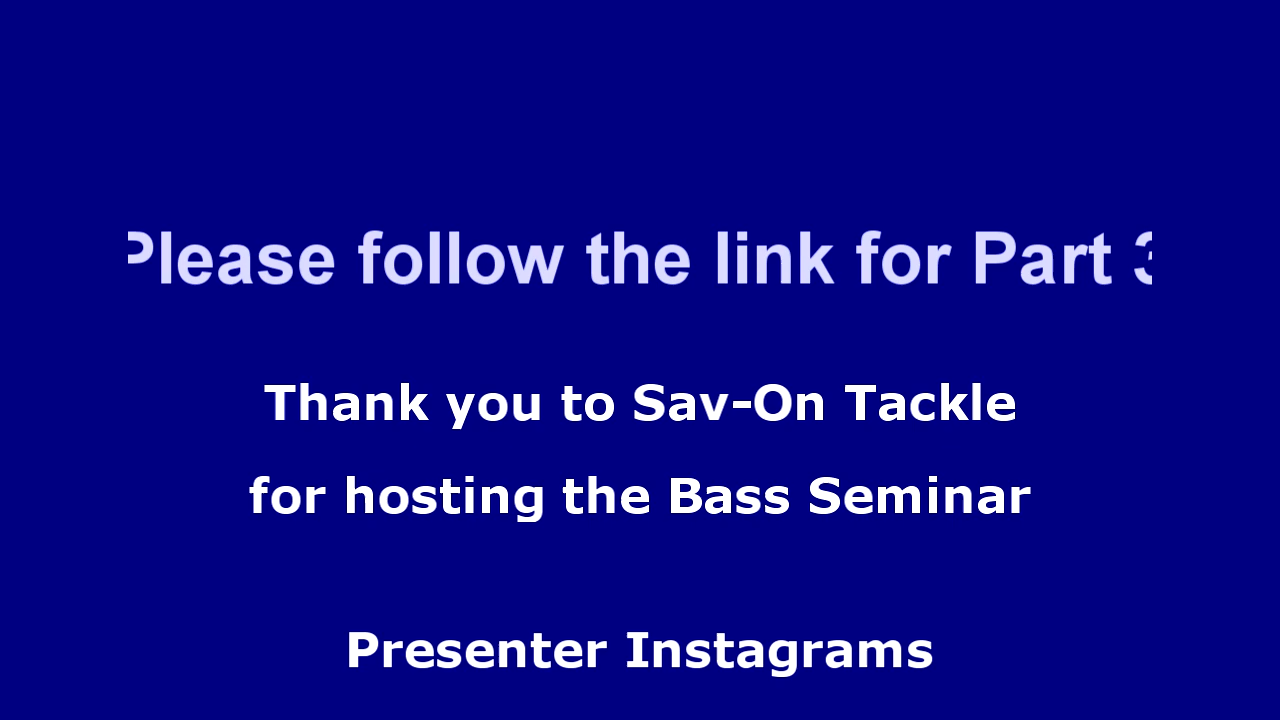 Please follow the link for Part 3
Thank you to Sav-On Tackle
for hosting the Bass Seminar
Presenter Instagrams